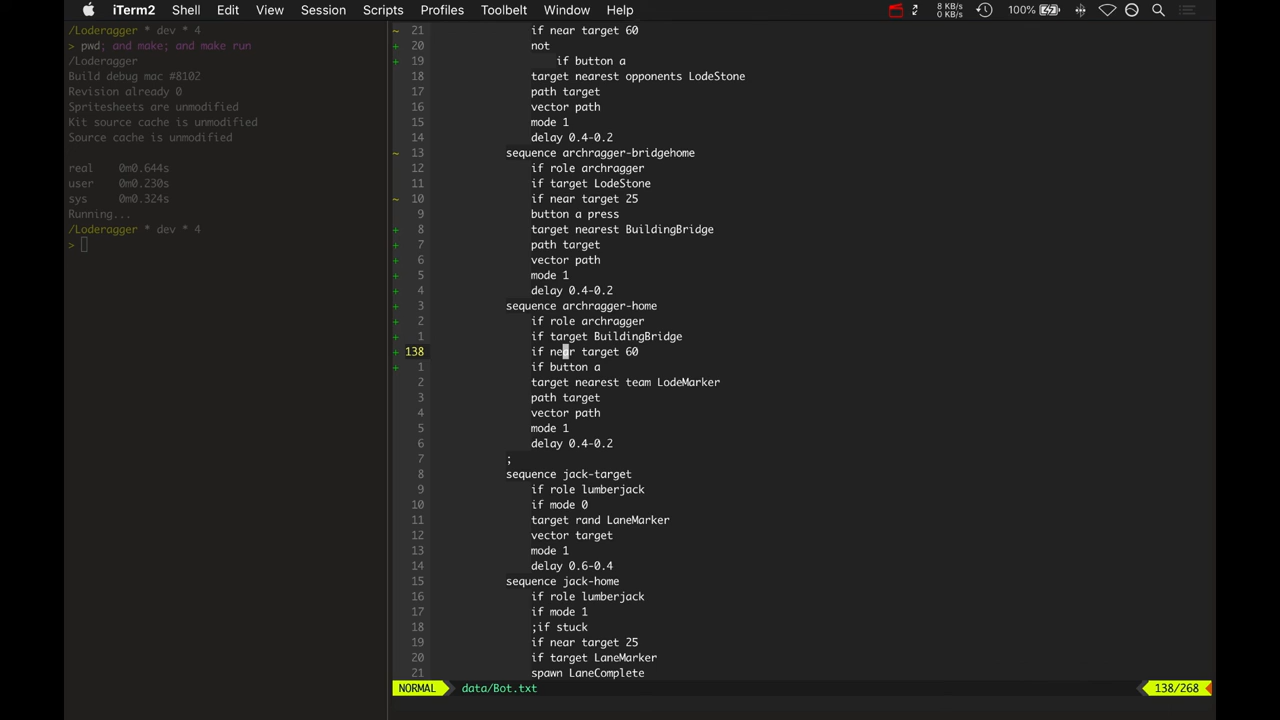 iTerm2 Shell Edit View Session Scripts Profiles Toolbelt Window Help 8 KB/s 0 KB/s 100%
/Loderagger * dev * 4
> pwd; and make; and make run
/Loderagger
Build debug mac #8102
Revision already 0
Spritesheets are unmodified
Kit source cache is unmodified
Source cache is unmodified
real 0m0.644s
user 0m0.230s
sys 0m0.324s
Running...
/Loderagger * dev * 4
>
~ 21 if near target 60
+ 20 not
+ 19 if button a
18 target nearest opponents LodeStone
17 path target
16 vector path
15 mode 1
14 delay 0.4-0.2
~ 13 sequence archragger-bridgehome
12 if role archragger
11 if target LodeStone
~ 10 if near target 25
9 button a press
+ 8 target nearest BuildingBridge
+ 7 path target
+ 6 vector path
+ 5 mode 1
+ 4 delay 0.4-0.2
+ 3 sequence archragger-home
+ 2 if role archragger
+ 1 if target BuildingBridge
+ 138 if near target 60
+ 1 if button a
2 target nearest team LodeMarker
3 path target
4 vector path
5 mode 1
6 delay 0.4-0.2
7 ;
8 sequence jack-target
9 if role lumberjack
10 if mode 0
11 target rand LaneMarker
12 vector target
13 mode 1
14 delay 0.6-0.4
15 sequence jack-home
16 if role lumberjack
17 if mode 1
18 ;if stuck
19 if near target 25
20 if target LaneMarker
21 spawn LaneComplete
NORMAL data/Bot.txt 138/268